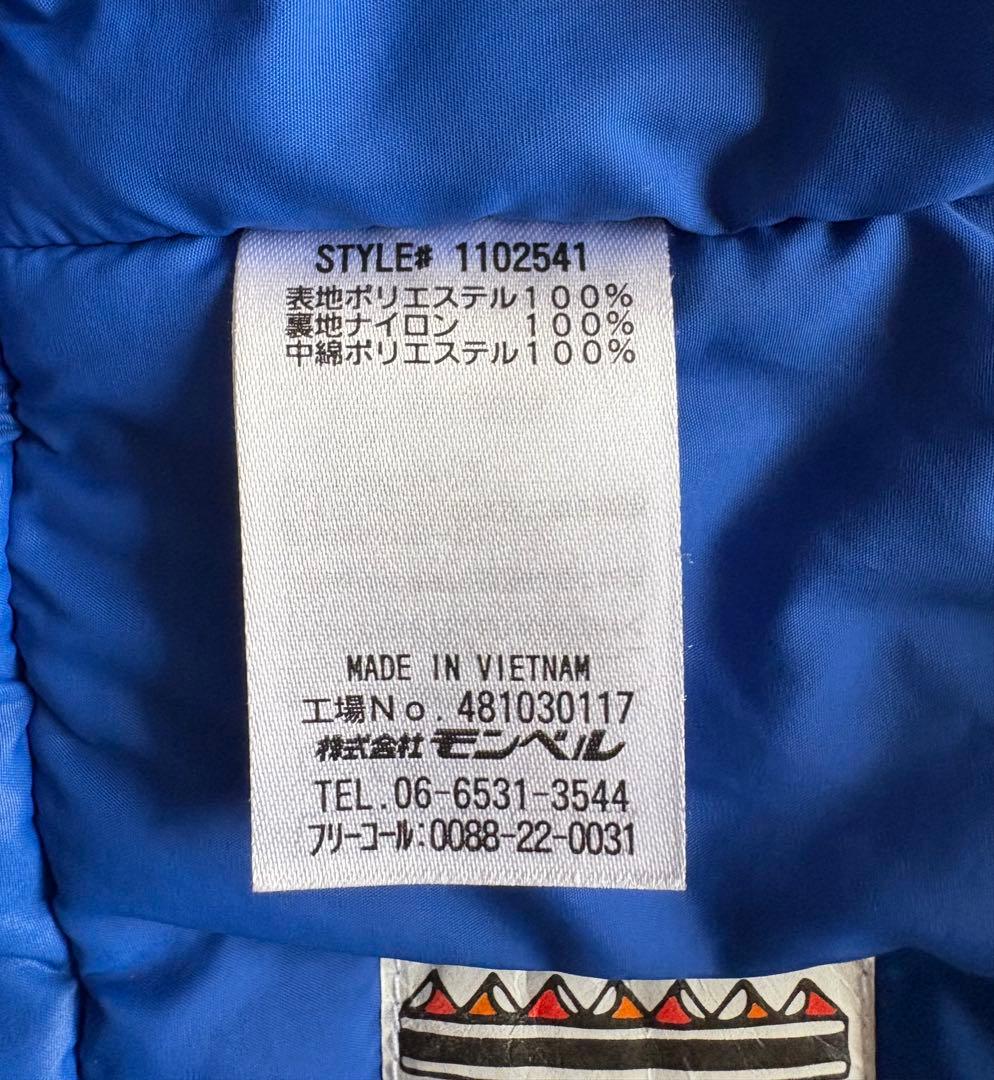 STYLE# 1102541
表地ポリエステル100%
裏地ナイロン 100%
中綿ポリエステル100%
MADE IN VIETNAM
工場No.481030117
株式会社モンベル
TEL.06-6531-3544
フリーコール:0088-22-0031